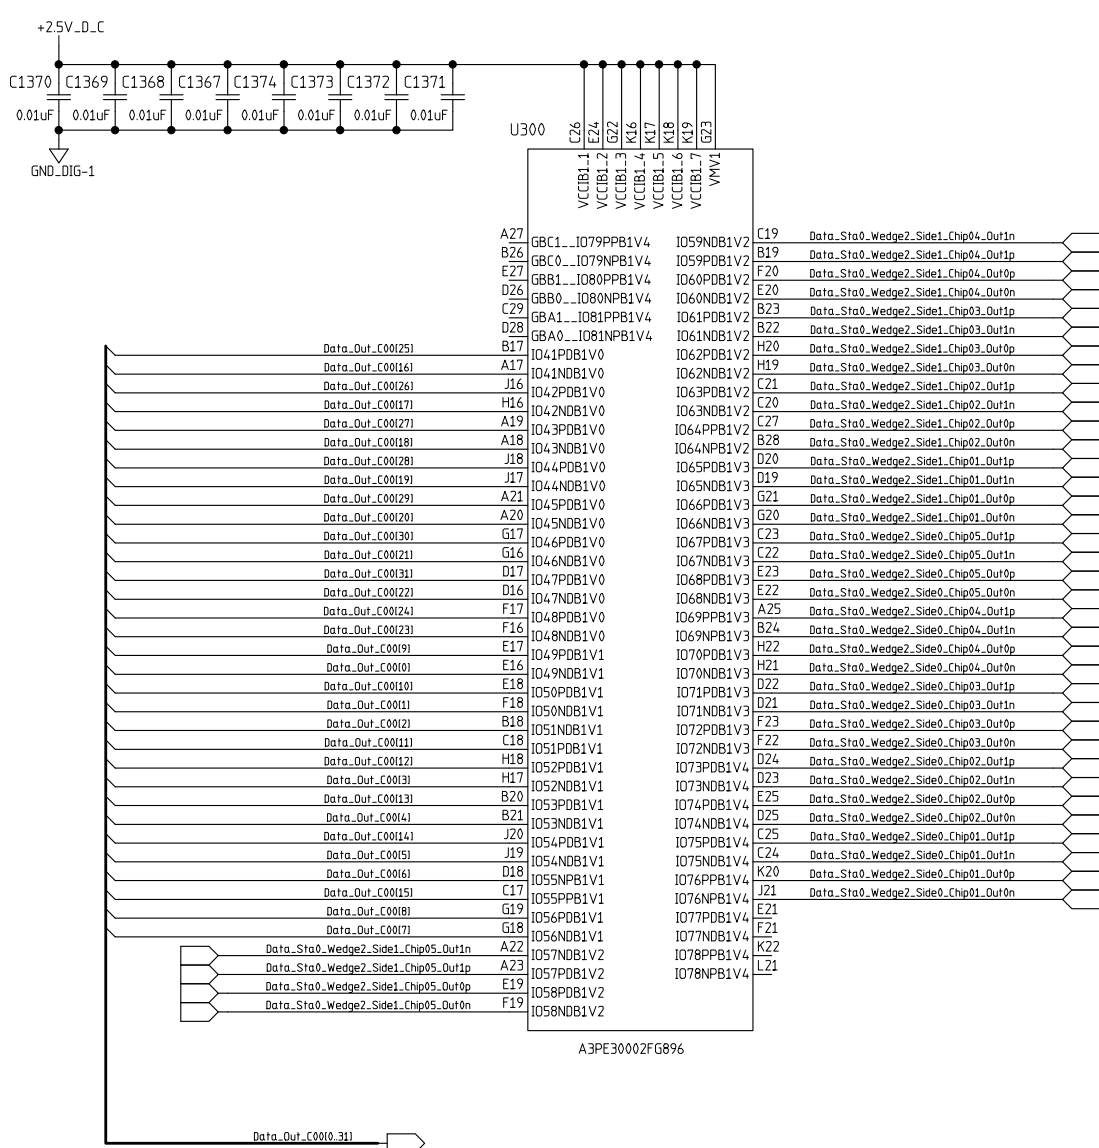 +2.5V_D_C
C1370 C1369 C1368 C1367 C1374 C1373 C1372 C1371
0.01uF 0.01uF 0.01uF 0.01uF 0.01uF 0.01uF 0.01uF 0.01uF
GND_DIG-1
U300
C26 E24 G22 K16 K17 K18 K19 G23
VCCIB1_1 VCCIB1_2 VCCIB1_3 VCCIB1_4 VCCIB1_5 VCCIB1_6 VCCIB1_7 VMV1
A27 GBC1__IO79PPB1V4 IO59NDB1V2 C19 Data_Sta0_Wedge2_Side1_Chip04_Out1n
B26 GBC0__IO79NPB1V4 IO59PDB1V2 B19 Data_Sta0_Wedge2_Side1_Chip04_Out1p
E27 GBB1__IO80PPB1V4 IO60PDB1V2 F20 Data_Sta0_Wedge2_Side1_Chip04_Out0p
D26 GBB0__IO80NPB1V4 IO60NDB1V2 E20 Data_Sta0_Wedge2_Side1_Chip04_Out0n
C29 GBA1__IO81PPB1V4 IO61PDB1V2 B23 Data_Sta0_Wedge2_Side1_Chip03_Out1p
D28 GBA0__IO81NPB1V4 IO61NDB1V2 B22 Data_Sta0_Wedge2_Side1_Chip03_Out1n
Data_Out_C00[25] B17 IO41PDB1V0 IO62PDB1V2 H20 Data_Sta0_Wedge2_Side1_Chip03_Out0p
Data_Out_C00[16] A17 IO41NDB1V0 IO62NDB1V2 H19 Data_Sta0_Wedge2_Side1_Chip03_Out0n
Data_Out_C00[26] J16 IO42PDB1V0 IO63PDB1V2 C21 Data_Sta0_Wedge2_Side1_Chip02_Out1p
Data_Out_C00[17] H16 IO42NDB1V0 IO63NDB1V2 C20 Data_Sta0_Wedge2_Side1_Chip02_Out1n
Data_Out_C00[27] A19 IO43PDB1V0 IO64PPB1V2 C27 Data_Sta0_Wedge2_Side1_Chip02_Out0p
Data_Out_C00[18] A18 IO43NDB1V0 IO64NPB1V2 B28 Data_Sta0_Wedge2_Side1_Chip02_Out0n
Data_Out_C00[28] J18 IO44PDB1V0 IO65PDB1V3 D20 Data_Sta0_Wedge2_Side1_Chip01_Out1p
Data_Out_C00[19] J17 IO44NDB1V0 IO65NDB1V3 D19 Data_Sta0_Wedge2_Side1_Chip01_Out1n
Data_Out_C00[29] A21 IO45PDB1V0 IO66PDB1V3 G21 Data_Sta0_Wedge2_Side1_Chip01_Out0p
Data_Out_C00[20] A20 IO45NDB1V0 IO66NDB1V3 G20 Data_Sta0_Wedge2_Side1_Chip01_Out0n
Data_Out_C00[30] G17 IO46PDB1V0 IO67PDB1V3 C23 Data_Sta0_Wedge2_Side0_Chip05_Out1p
Data_Out_C00[21] G16 IO46NDB1V0 IO67NDB1V3 C22 Data_Sta0_Wedge2_Side0_Chip05_Out1n
Data_Out_C00[31] D17 IO47PDB1V0 IO68PDB1V3 E23 Data_Sta0_Wedge2_Side0_Chip05_Out0p
Data_Out_C00[22] D16 IO47NDB1V0 IO68NDB1V3 E22 Data_Sta0_Wedge2_Side0_Chip05_Out0n
Data_Out_C00[24] F17 IO48PDB1V0 IO69PPB1V3 A25 Data_Sta0_Wedge2_Side0_Chip04_Out1p
Data_Out_C00[23] F16 IO48NDB1V0 IO69NPB1V3 B24 Data_Sta0_Wedge2_Side0_Chip04_Out1n
Data_Out_C00[9] E17 IO49PDB1V1 IO70PDB1V3 H22 Data_Sta0_Wedge2_Side0_Chip04_Out0p
Data_Out_C00[0] E16 IO49NDB1V1 IO70NDB1V3 H21 Data_Sta0_Wedge2_Side0_Chip04_Out0n
Data_Out_C00[10] E18 IO50PDB1V1 IO71PDB1V3 D22 Data_Sta0_Wedge2_Side0_Chip03_Out1p
Data_Out_C00[1] F18 IO50NDB1V1 IO71NDB1V3 D21 Data_Sta0_Wedge2_Side0_Chip03_Out1n
Data_Out_C00[2] B18 IO51NDB1V1 IO72PDB1V3 F23 Data_Sta0_Wedge2_Side0_Chip03_Out0p
Data_Out_C00[11] C18 IO51PDB1V1 IO72NDB1V3 F22 Data_Sta0_Wedge2_Side0_Chip03_Out0n
Data_Out_C00[12] H18 IO52PDB1V1 IO73PDB1V4 D24 Data_Sta0_Wedge2_Side0_Chip02_Out1p
Data_Out_C00[3] H17 IO52NDB1V1 IO73NDB1V4 D23 Data_Sta0_Wedge2_Side0_Chip02_Out1n
Data_Out_C00[13] B20 IO53PDB1V1 IO74PDB1V4 E25 Data_Sta0_Wedge2_Side0_Chip02_Out0p
Data_Out_C00[4] B21 IO53NDB1V1 IO74NDB1V4 D25 Data_Sta0_Wedge2_Side0_Chip02_Out0n
Data_Out_C00[14] J20 IO54PDB1V1 IO75PDB1V4 C25 Data_Sta0_Wedge2_Side0_Chip01_Out1p
Data_Out_C00[5] J19 IO54NDB1V1 IO75NDB1V4 C24 Data_Sta0_Wedge2_Side0_Chip01_Out1n
Data_Out_C00[6] D18 IO55NPB1V1 IO76PPB1V4 K20 Data_Sta0_Wedge2_Side0_Chip01_Out0p
Data_Out_C00[15] C17 IO55PPB1V1 IO76NPB1V4 J21 Data_Sta0_Wedge2_Side0_Chip01_Out0n
Data_Out_C00[8] G19 IO56PDB1V1 IO77PDB1V4 E21
Data_Out_C00[7] G18 IO56NDB1V1 IO77NDB1V4 F21
Data_Sta0_Wedge2_Side1_Chip05_Out1n A22 IO57NDB1V2 IO78PPB1V4 K22
Data_Sta0_Wedge2_Side1_Chip05_Out1p A23 IO57PDB1V2 IO78NPB1V4 L21
Data_Sta0_Wedge2_Side1_Chip05_Out0p E19 IO58PDB1V2
Data_Sta0_Wedge2_Side1_Chip05_Out0n F19 IO58NDB1V2
A3PE30002FG896
Data_Out_C00[0..31]